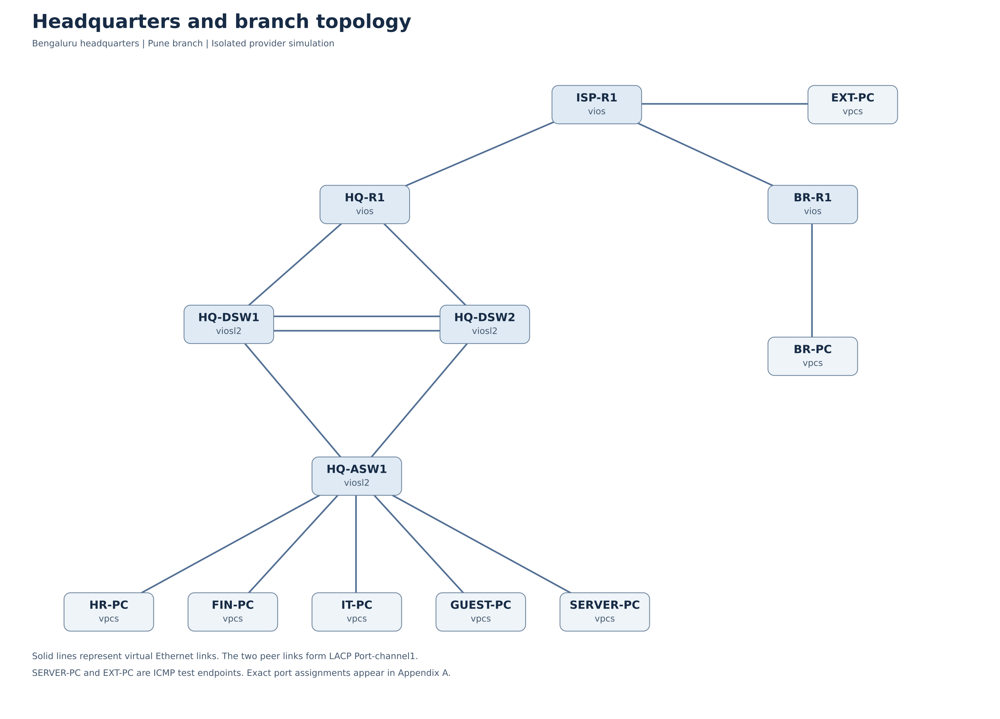 Headquarters and branch topology
Bengaluru headquarters | Pune branch | Isolated provider simulation
ISP-R1
vios
EXT-PC
vpcs
HQ-R1
vios
BR-R1
vios
HQ-DSW1
viosl2
HQ-DSW2
viosl2
BR-PC
vpcs
HQ-ASW1
viosl2
HR-PC
vpcs
FIN-PC
vpcs
IT-PC
vpcs
GUEST-PC
vpcs
SERVER-PC
vpcs
Solid lines represent virtual Ethernet links. The two peer links form LACP Port-channel1.
SERVER-PC and EXT-PC are ICMP test endpoints. Exact port assignments appear in Appendix A.